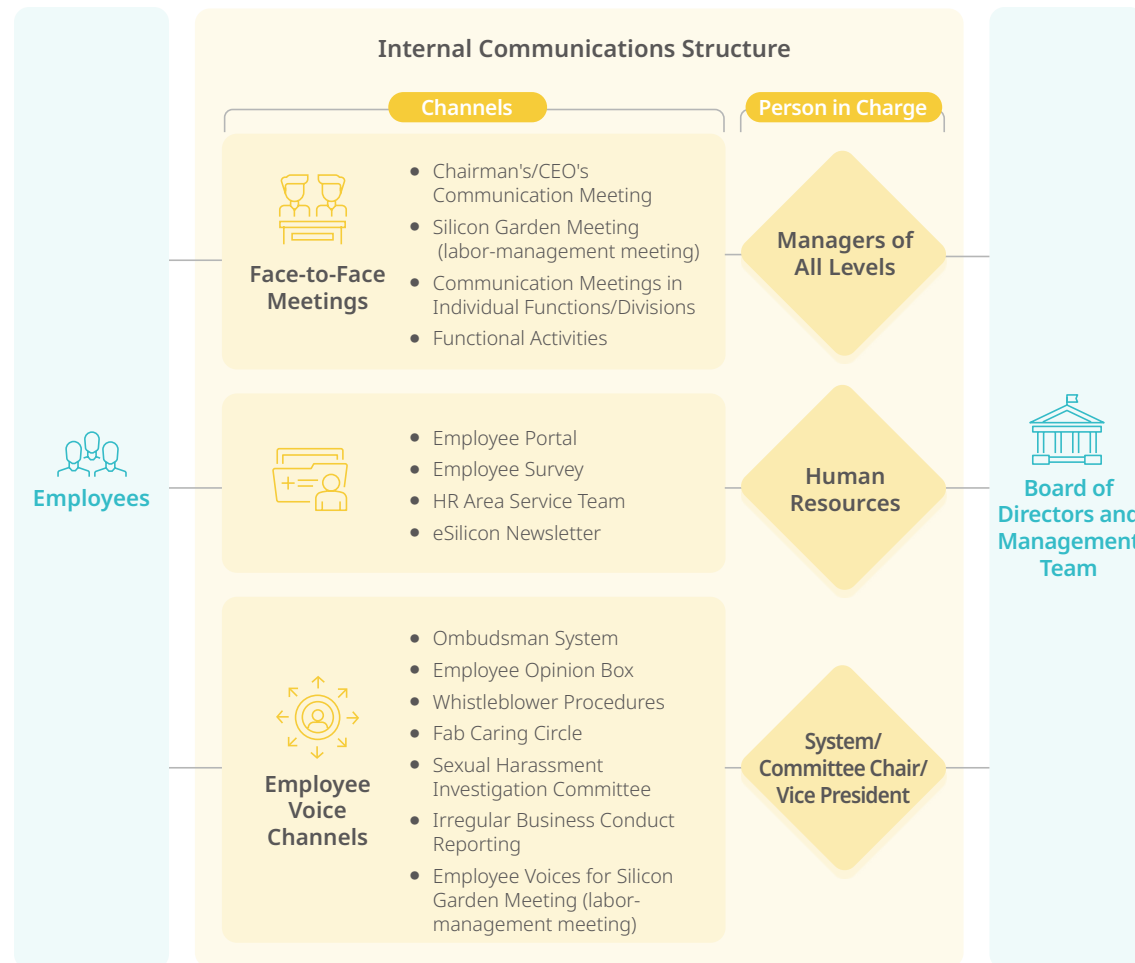 Internal Communications Structure
Channels
Person in Charge
Employees
Face-to-Face
Meetings
• Chairman's/CEO's
Communication Meeting
• Silicon Garden Meeting
(labor-management meeting)
• Communication Meetings in
Individual Functions/Divisions
• Functional Activities
Managers of
All Levels
• Employee Portal
• Employee Survey
• HR Area Service Team
• eSilicon Newsletter
Human
Resources
Employee
Voice
Channels
• Ombudsman System
• Employee Opinion Box
• Whistleblower Procedures
• Fab Caring Circle
• Sexual Harassment
Investigation Committee
• Irregular Business Conduct
Reporting
• Employee Voices for Silicon
Garden Meeting (labor-
management meeting)
System/
Committee Chair/
Vice President
Board of
Directors and
Management
Team